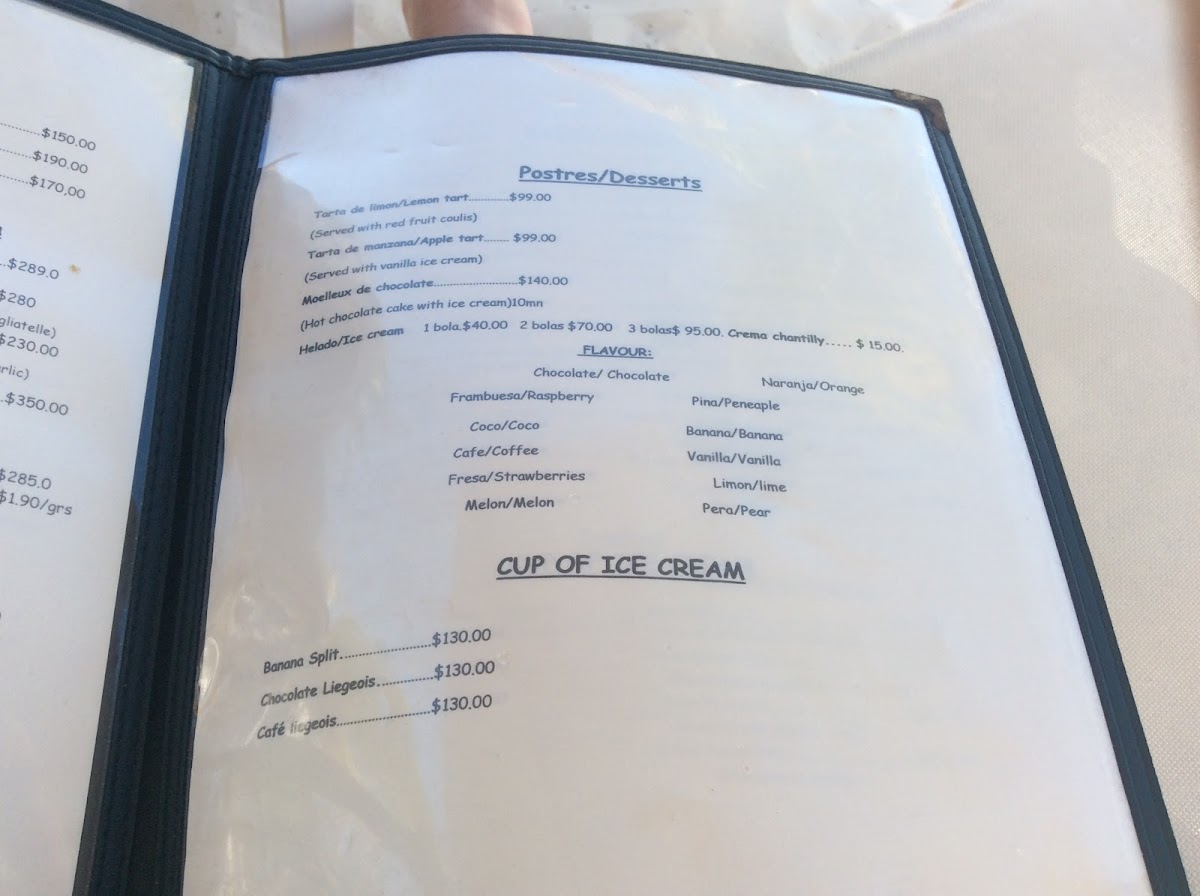 $150.00
$190.00
$170,00
$289.0
$280
gliatelle)
$230.00
rlic)
$350.00
$285.0
$1.90/grs
Postres/Desserts
Tarta de limon/Lemon tart............$99.00
(Served with red fruit coulis)
Tarta de manzana/Apple tart....... $99.00
(Served with vanilla ice cream)
Moelleux de chocolate.........................$140.00
(Hot chocolate cake with ice cream)10mn
Helado/Ice cream 1 bola.$40.00 2 bolas $70.00 3 bolas$ 95.00. Crema chantilly..... $ 15.00.
FLAVOUR:
Chocolate/ Chocolate Naranja/Orange
Frambuesa/Raspberry Pina/Peneaple
Coco/Coco Banana/Banana
Cafe/Coffee Vanilla/Vanilla
Fresa/Strawberries Limon/lime
Melon/Melon Pera/Pear
CUP OF ICE CREAM
Banana Split.........................$130.00
Chocolate Liegeois...............$130.00
Café liegeois.........................$130.00